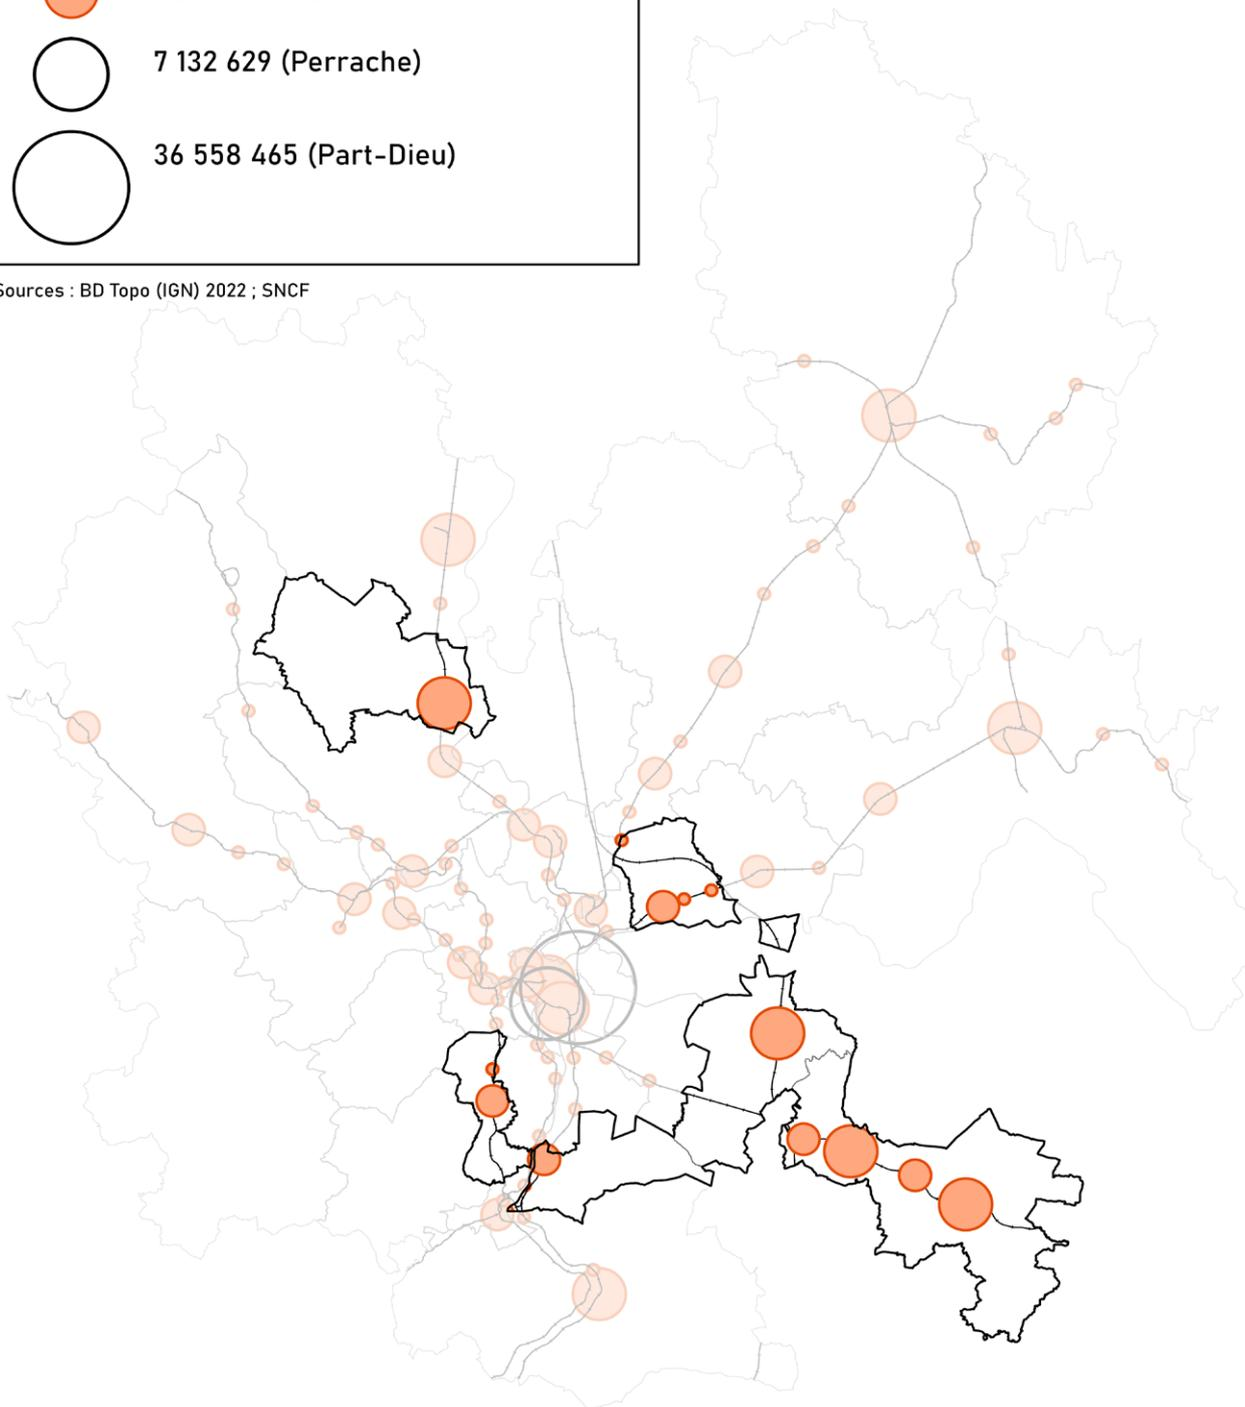 7 132 629 (Perrache)
36 558 465 (Part-Dieu)
Sources : BD Topo (IGN) 2022 ; SNCF